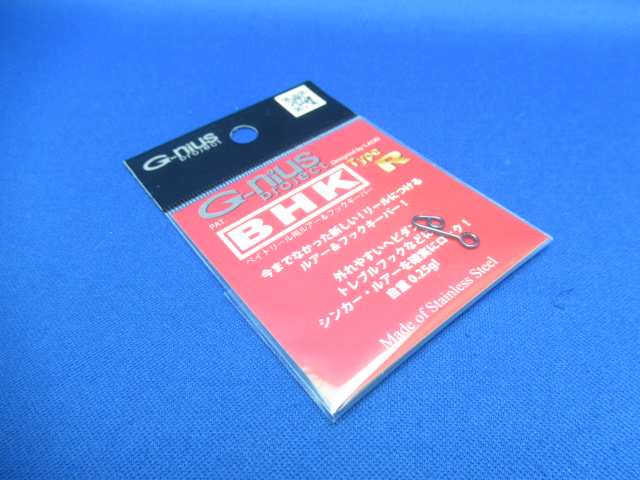 G-nius
project
G-nius
project
Designed by S.AOKI
PAT.
BHK
Type R
ベイトリール用ルアー&フックキーパー
今までなかった新しい!リールにつける
ルアー&フックキーパー!
外れやすいヘビダ
トレブルフックなどに
シンカー・ルアーを確実にロック!
自重0.25g!
Made of Stainless Steel